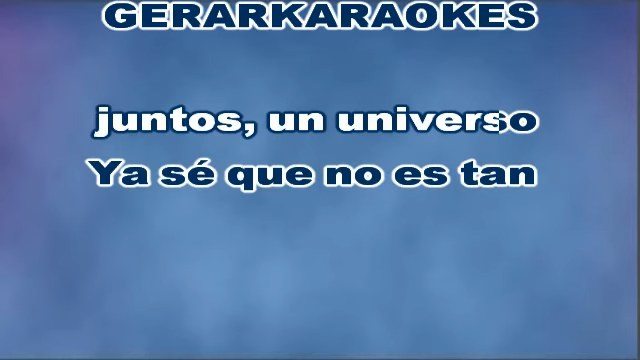 GERARKARAOKES
juntos, un universo
Ya sé que no es tan